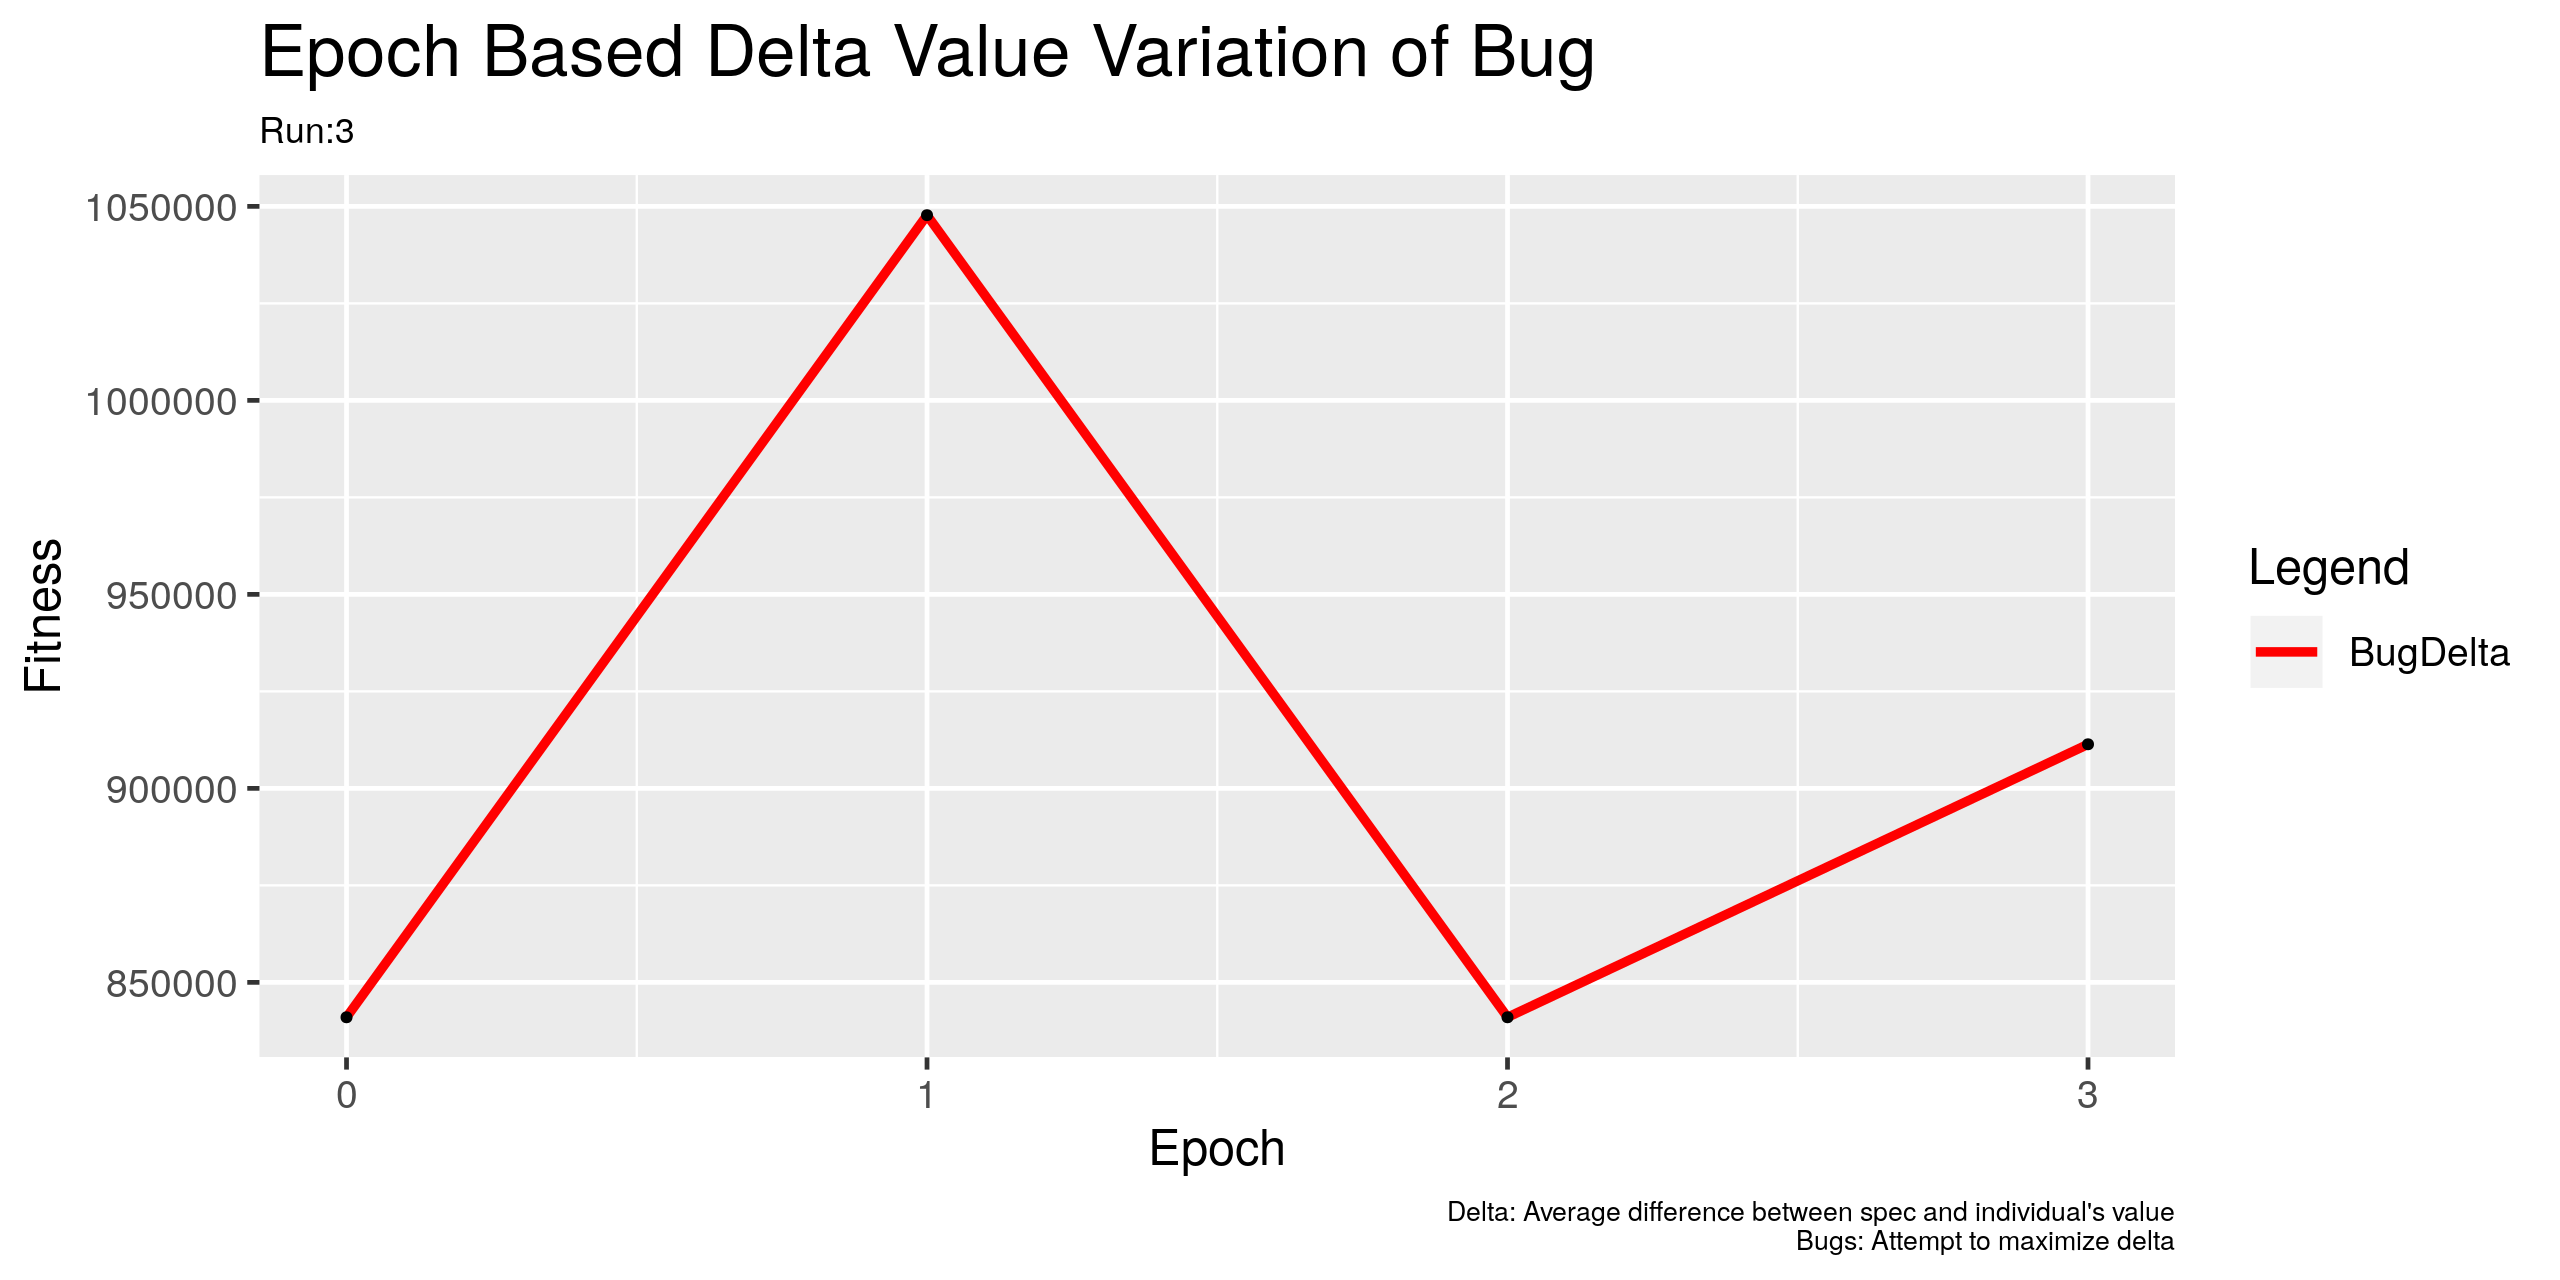 Epoch Based Delta Value Variation of Bug
Run:3
1050000
1000000
950000
900000
850000
Fitness
0 1 2 3
Epoch
Legend
BugDelta
Delta: Average difference between spec and individual's value
Bugs: Attempt to maximize delta